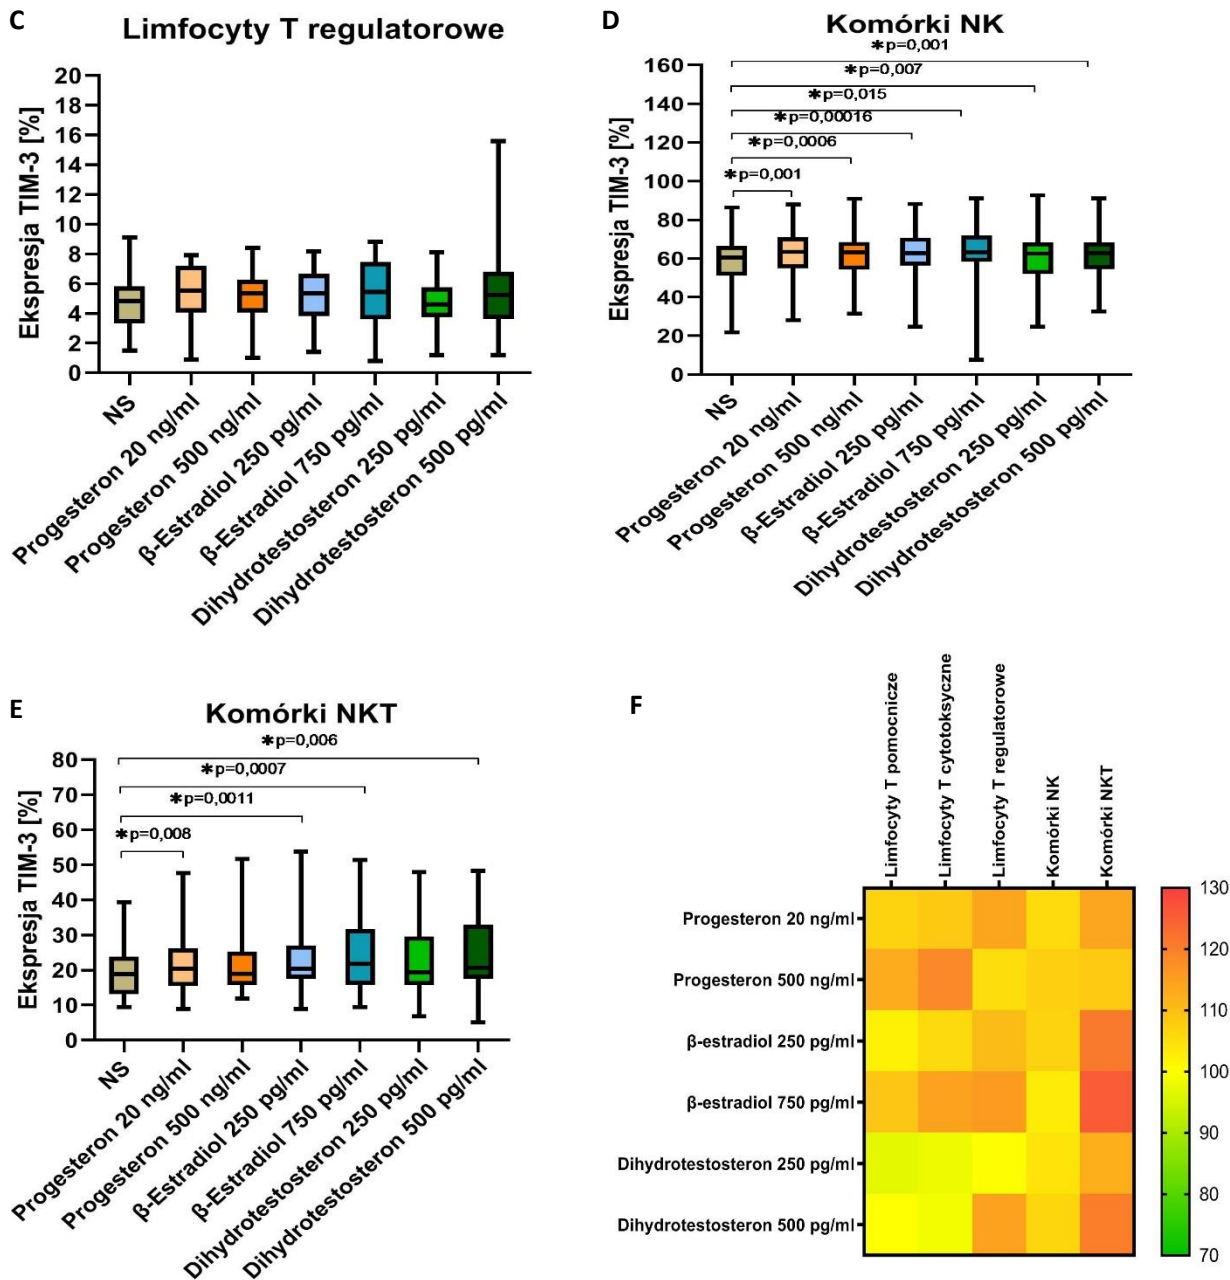 C
Limfocyty T regulatorowe
Ekspresja TIM-3 [%]
20
18
16
14
12
10
8
6
4
2
0
NS
Progesteron 20 ng/ml
Progesteron 500 ng/ml
β-Estradiol 250 pg/ml
β-Estradiol 750 pg/ml
Dihydrotestosteron 250 pg/ml
Dihydrotestosteron 500 pg/ml
D
Komórki NK
Ekspresja TIM-3 [%]
160
140
120
100
80
60
40
20
0
*p=0,001
*p=0,007
*p=0,015
*p=0,00016
*p=0,0006
*p=0,001
NS
Progesteron 20 ng/ml
Progesteron 500 ng/ml
β-Estradiol 250 pg/ml
β-Estradiol 750 pg/ml
Dihydrotestosteron 250 pg/ml
Dihydrotestosteron 500 pg/ml
E
Komórki NKT
Ekspresja TIM-3 [%]
80
70
60
50
40
30
20
10
0
*p=0,006
*p=0,0007
*p=0,0011
*p=0,008
NS
Progesteron 20 ng/ml
Progesteron 500 ng/ml
β-Estradiol 250 pg/ml
β-Estradiol 750 pg/ml
Dihydrotestosteron 250 pg/ml
Dihydrotestosteron 500 pg/ml
F
Limfocyty T pomocnicze
Limfocyty T cytotoksyczne
Limfocyty T regulatorowe
Komórki NK
Komórki NKT
Progesteron 20 ng/ml
Progesteron 500 ng/ml
β-estradiol 250 pg/ml
β-estradiol 750 pg/ml
Dihydrotestosteron 250 pg/ml
Dihydrotestosteron 500 pg/ml
130
120
110
100
90
80
70